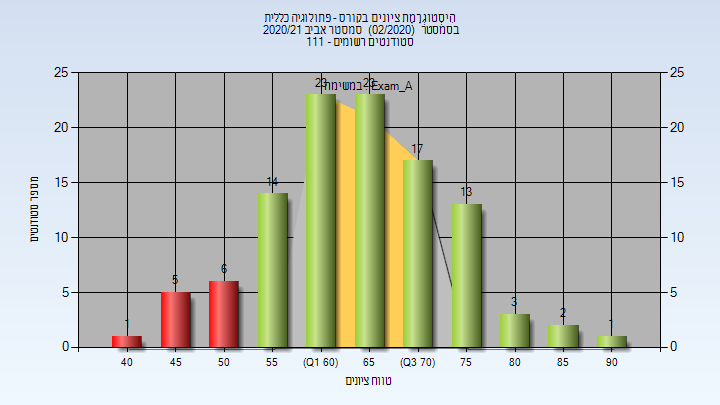 היסטוגרמת ציונים בקורס - פתולוגיה כללית
בסמסטר (02/2020) סמסטר אביב 2020/21
סטודנטים רשומים - 111
במשימה: Exam_A
25 25
20 20
15 15
10 10
5 5
0 0
מספר סטודנטים
1 5 6 14 23 23 17 13 3 2 1
40 45 50 55 (Q1 60) 65 (Q3 70) 75 80 85 90
טווח ציונים